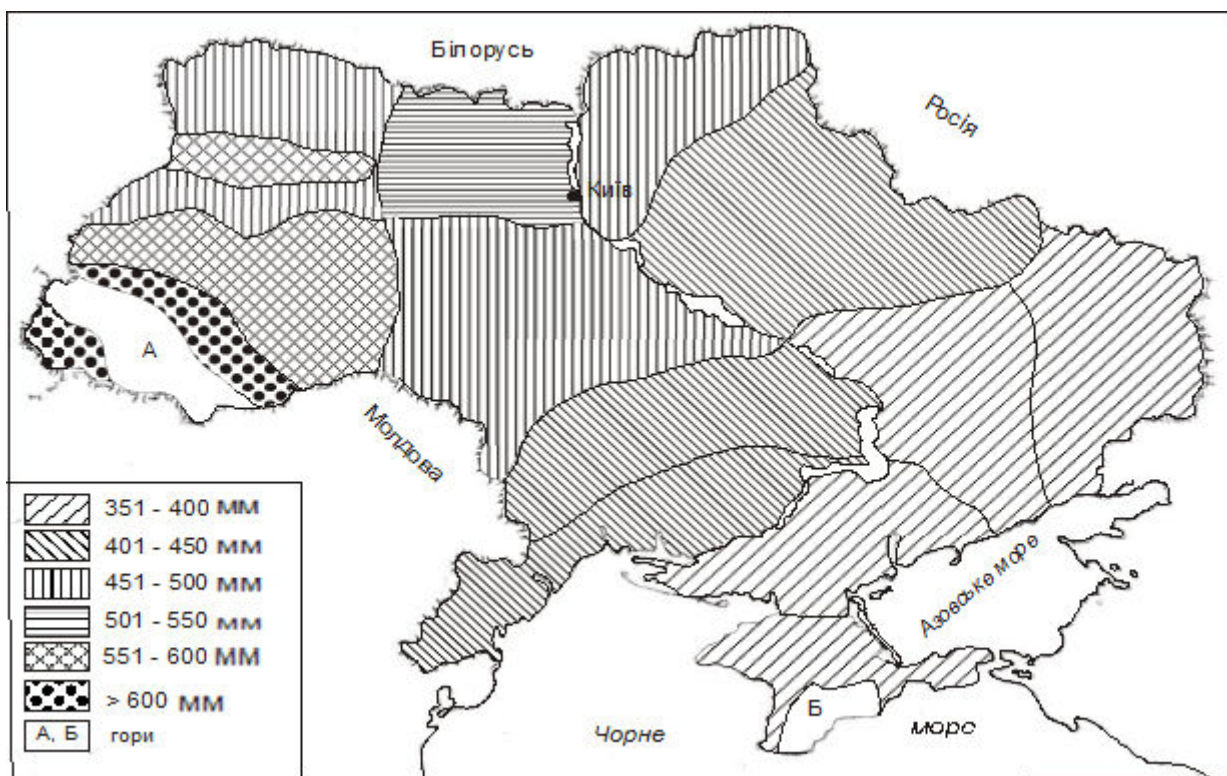 Білорусь
Росія
Київ
А
Молдова
Азовське море
Б
Чорне
морс
351 - 400 мм
401 - 450 мм
451 - 500 мм
501 - 550 мм
551 - 600 мм
> 600 мм
А, Б гори